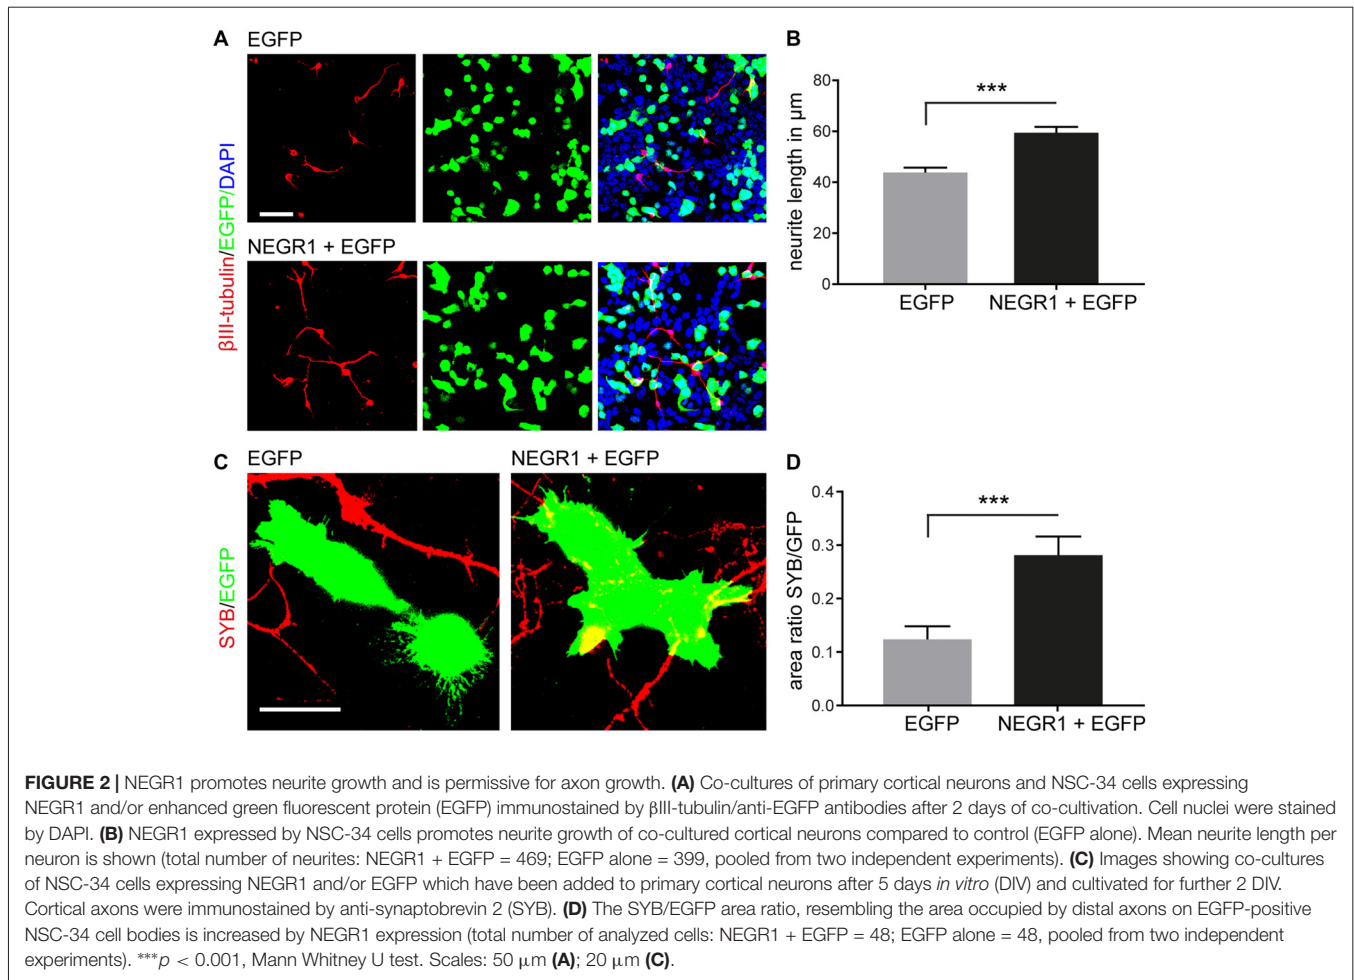 A
EGFP
βIII-tubulin/EGFP/DAPI
NEGR1 + EGFP
B
80
60
40
20
0
neurite length in µm
***
EGFP
NEGR1 + EGFP
C
EGFP
NEGR1 + EGFP
SYB/EGFP
D
0.4
0.3
0.2
0.1
0.0
area ratio SYB/GFP
***
EGFP
NEGR1 + EGFP
FIGURE 2 | NEGR1 promotes neurite growth and is permissive for axon growth. (A) Co-cultures of primary cortical neurons and NSC-34 cells expressing
NEGR1 and/or enhanced green fluorescent protein (EGFP) immunostained by βIII-tubulin/anti-EGFP antibodies after 2 days of co-cultivation. Cell nuclei were stained
by DAPI. (B) NEGR1 expressed by NSC-34 cells promotes neurite growth of co-cultured cortical neurons compared to control (EGFP alone). Mean neurite length per
neuron is shown (total number of neurites: NEGR1 + EGFP = 469; EGFP alone = 399, pooled from two independent experiments). (C) Images showing co-cultures
of NSC-34 cells expressing NEGR1 and/or EGFP which have been added to primary cortical neurons after 5 days in vitro (DIV) and cultivated for further 2 DIV.
Cortical axons were immunostained by anti-synaptobrevin 2 (SYB). (D) The SYB/EGFP area ratio, resembling the area occupied by distal axons on EGFP-positive
NSC-34 cell bodies is increased by NEGR1 expression (total number of analyzed cells: NEGR1 + EGFP = 48; EGFP alone = 48, pooled from two independent
experiments). ***p < 0.001, Mann Whitney U test. Scales: 50 µm (A); 20 µm (C).